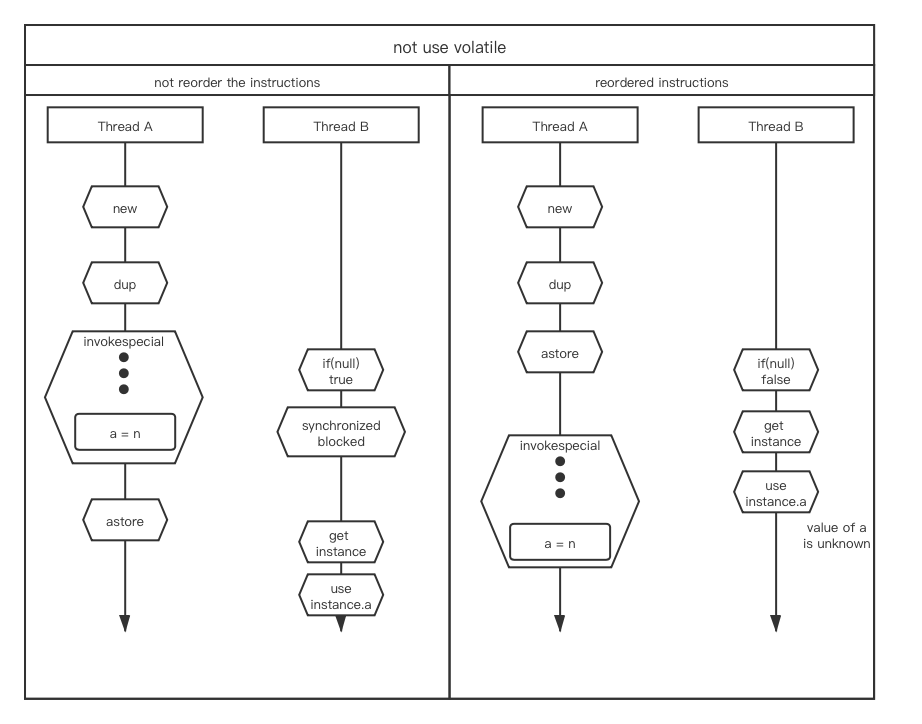 not use volatile
not reorder the instructions
Thread A
new
dup
invokespecial
a = n
astore
Thread B
if(null)
true
synchronized
blocked
get
instance
use
instance.a
reordered instructions
Thread A
new
dup
astore
invokespecial
a = n
Thread B
if(null)
false
get
instance
use
instance.a
value of a
is unknown